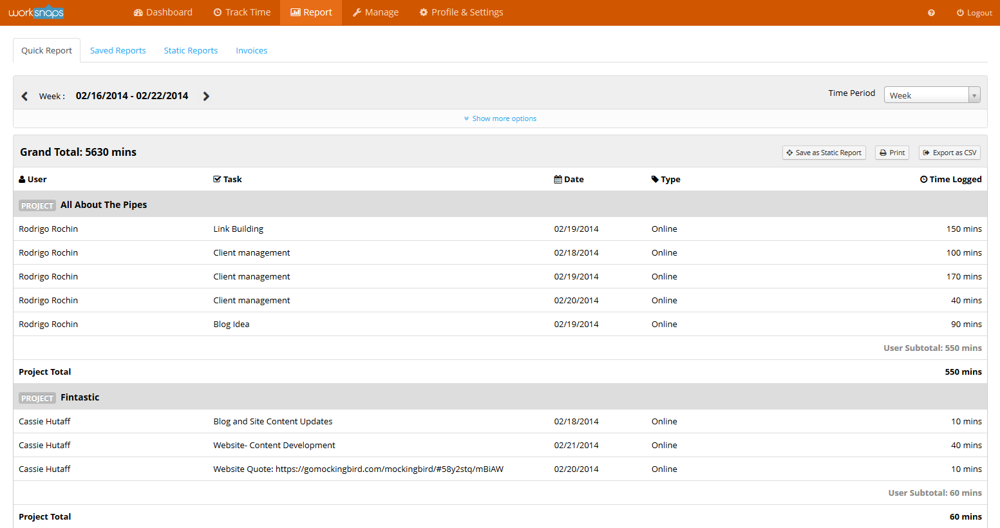 worksnaps Dashboard Track Time Report Manage Profile & Settings Logout
Quick Report Saved Reports Static Reports Invoices
Week : 02/16/2014 - 02/22/2014 Time Period Week
Show more options
Grand Total: 5630 mins Save as Static Report Print Export as CSV
User Task Date Type Time Logged
PROJECT All About The Pipes
Rodrigo Rochin Link Building 02/19/2014 Online 150 mins
Rodrigo Rochin Client management 02/18/2014 Online 100 mins
Rodrigo Rochin Client management 02/19/2014 Online 170 mins
Rodrigo Rochin Client management 02/20/2014 Online 40 mins
Rodrigo Rochin Blog Idea 02/19/2014 Online 90 mins
User Subtotal: 550 mins
Project Total 550 mins
PROJECT Fintastic
Cassie Hutaff Blog and Site Content Updates 02/18/2014 Online 10 mins
Cassie Hutaff Website- Content Development 02/21/2014 Online 40 mins
Cassie Hutaff Website Quote: https://gomockingbird.com/mockingbird/#58y2stq/mBiAW 02/20/2014 Online 10 mins
User Subtotal: 60 mins
Project Total 60 mins